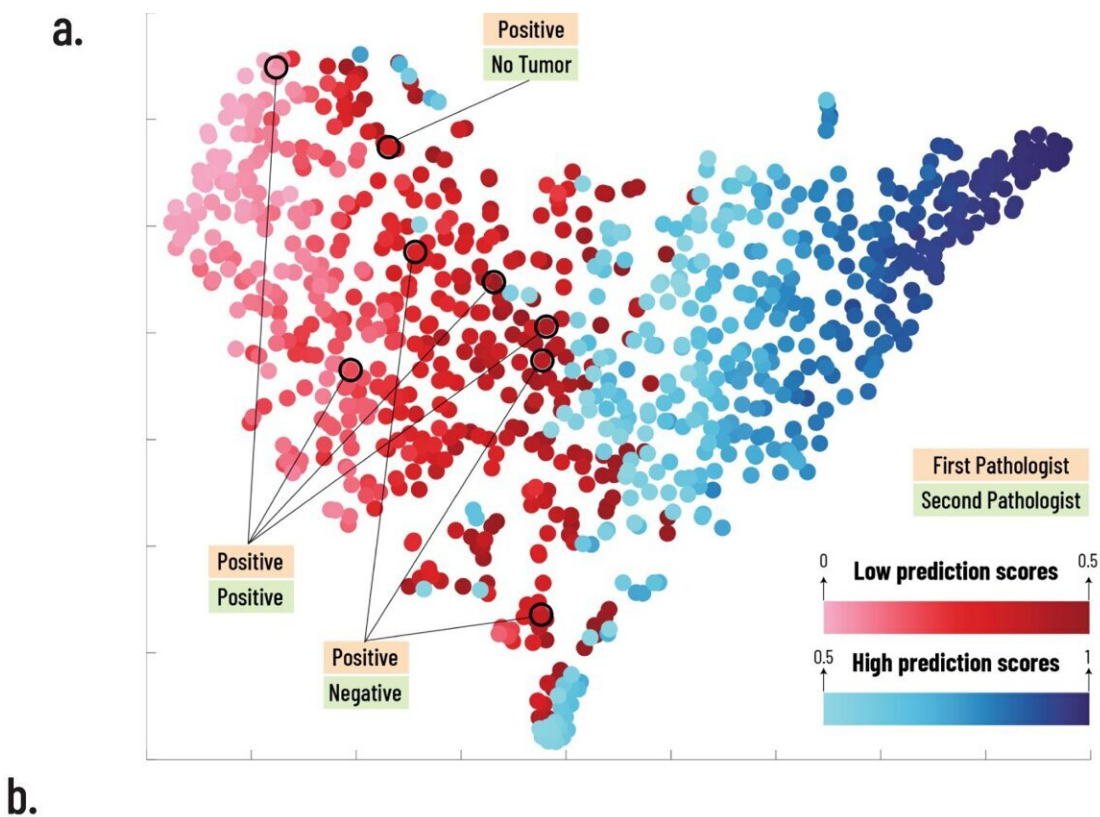 a.
Positive
No Tumor
First Pathologist
Second Pathologist
Positive
Positive
0 Low prediction scores 0.5
Positive
Negative
0.5 High prediction scores 1
b.